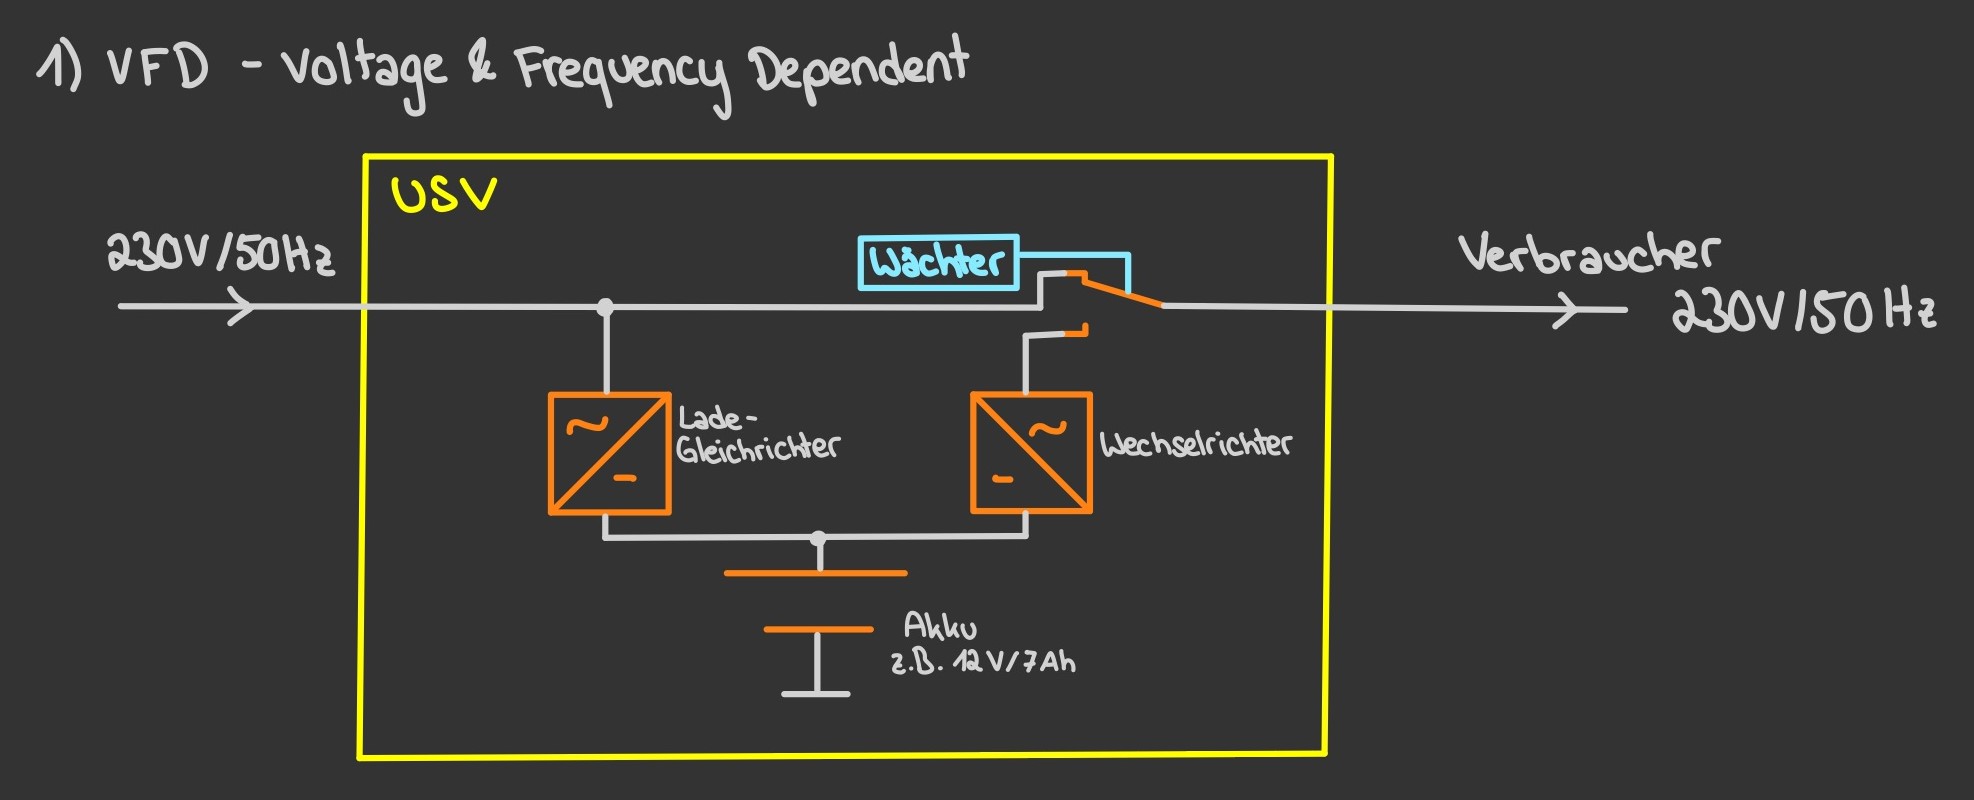 1) VFD - Voltage & Frequency Dependent
USV
230V/50Hz
Wächter
Verbraucher
230V/50Hz
Lade-
Gleichrichter
Wechselrichter
Akku
z.B. 12V/7Ah